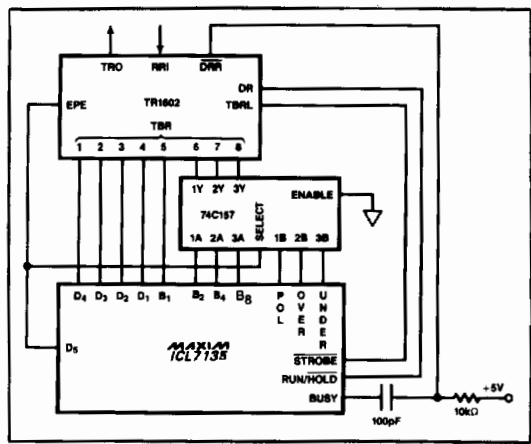 TRO RRI DRR
DR
EPE TR1602 TBRL
TBR
1 2 3 4 5 6 7 8
1Y 2Y 3Y
ENABLE
74C157
SELECT
1A 2A 3A 1B 2B 3B
D4 D3 D2 D1 B1 B2 B4 B8 POL OVER UNDER
D5
MAXIM
ICL7135
STROBE
RUN/HOLD
BUSY
+5V
100pF 10kΩ